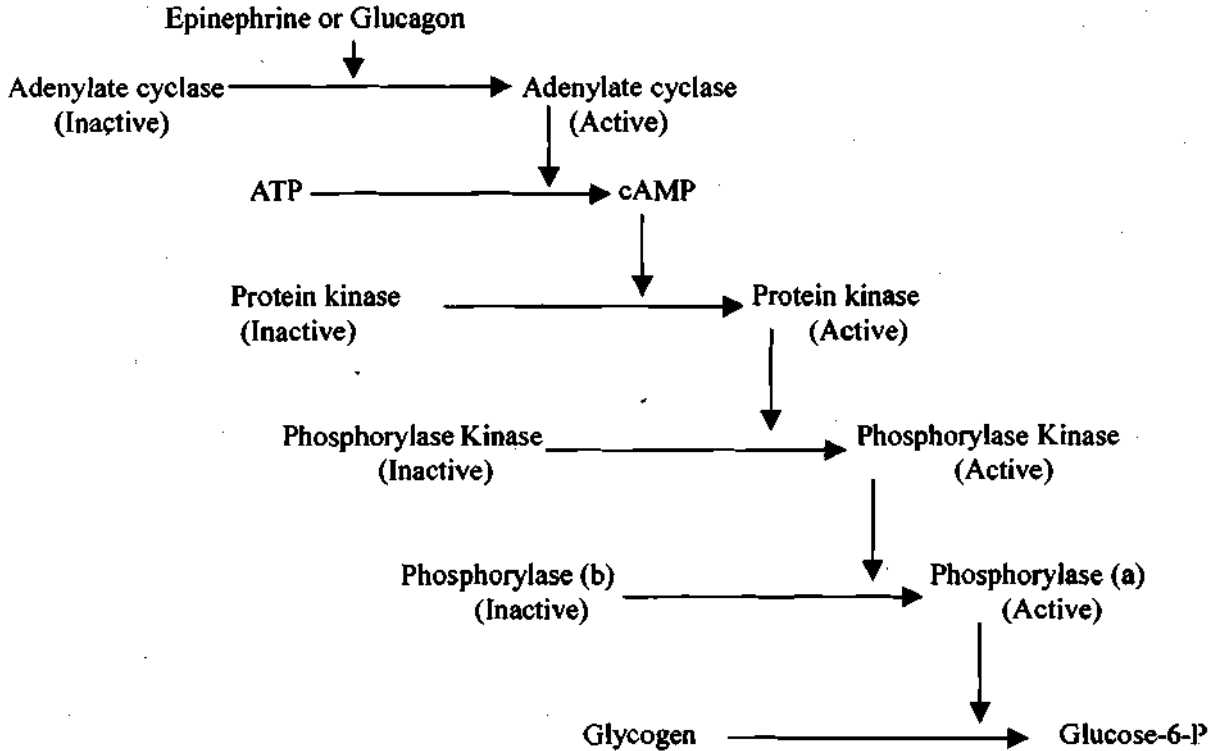 Epinephrine or Glucagon
Adenylate cyclase
(Inactive)
Adenylate cyclase
(Active)
ATP
cAMP
Protein kinase
(Inactive)
Protein kinase
(Active)
Phosphorylase Kinase
(Inactive)
Phosphorylase Kinase
(Active)
Phosphorylase (b)
(Inactive)
Phosphorylase (a)
(Active)
Glycogen
Glucose-6-P